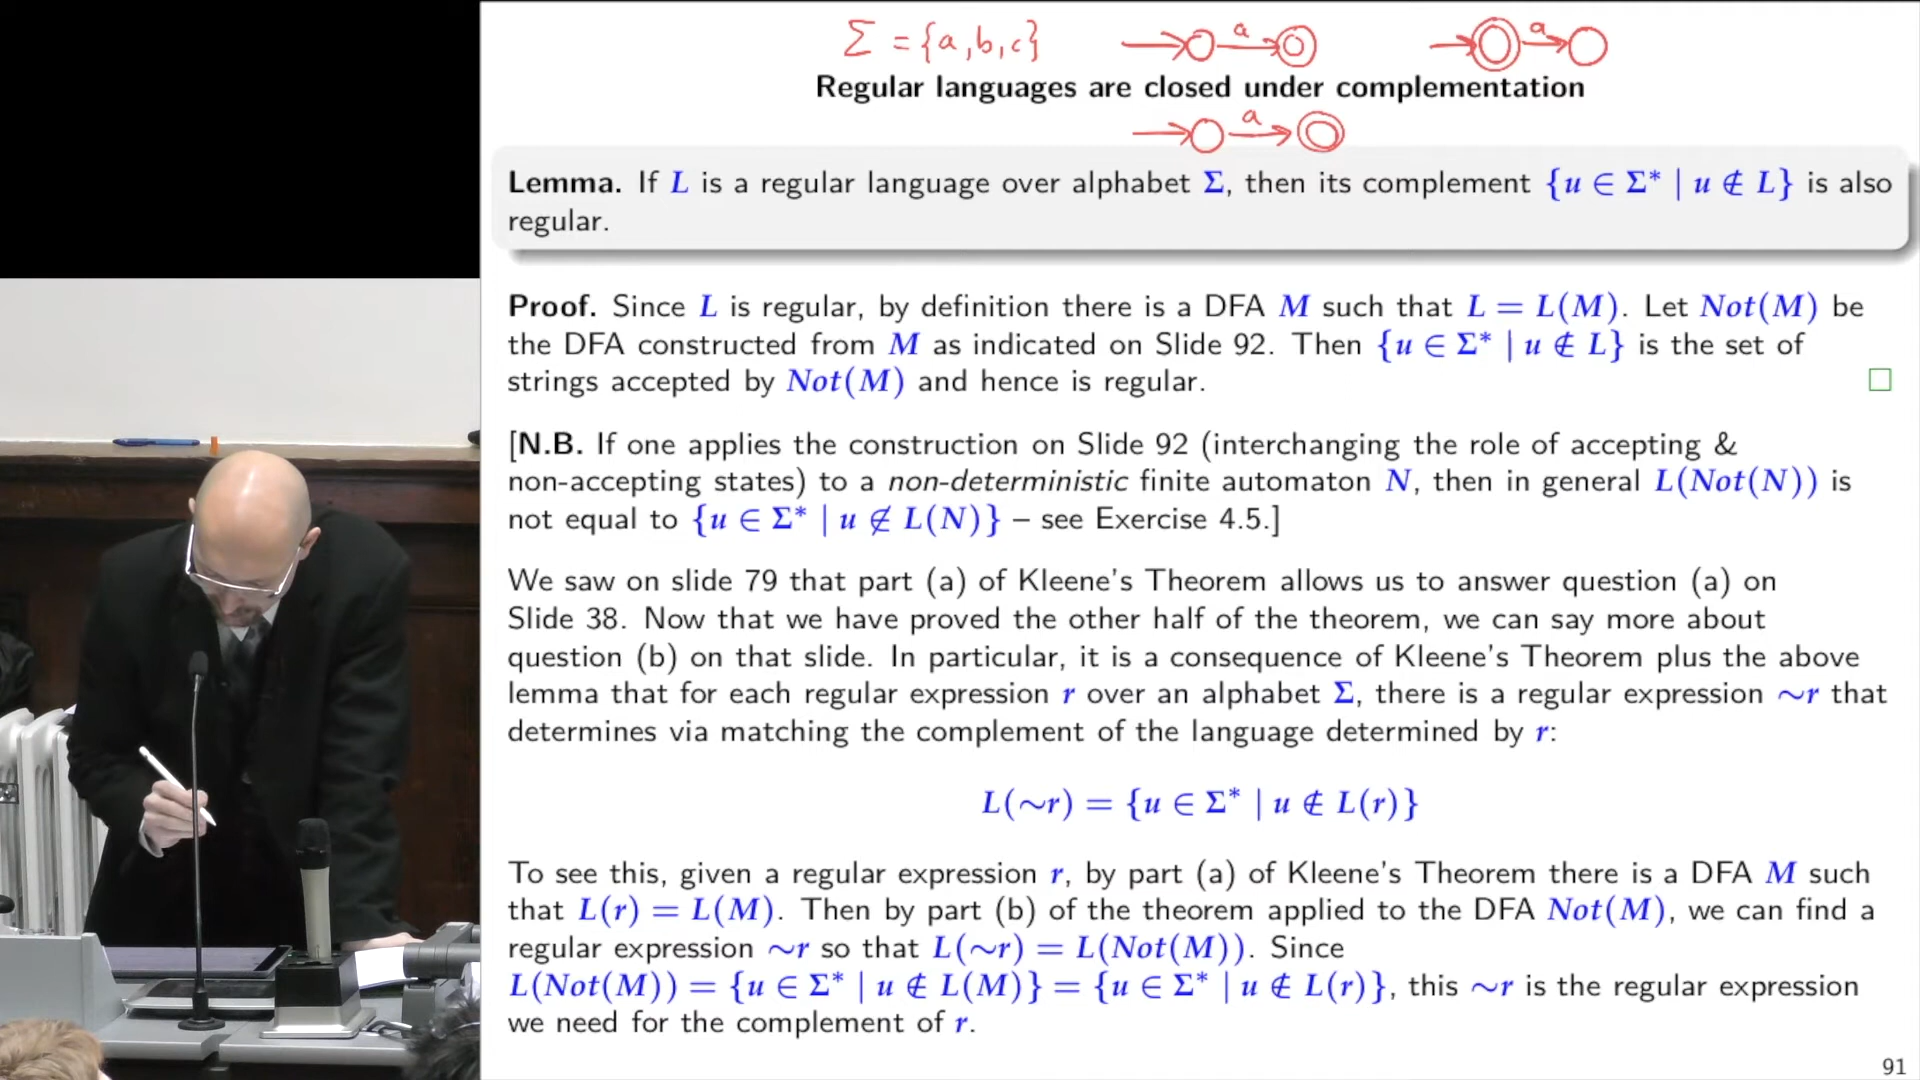 Σ = {a,b,c}
a
a
Regular languages are closed under complementation
a
Lemma. If L is a regular language over alphabet Σ, then its complement {u ∈ Σ* | u ∉ L} is also
regular.
Proof. Since L is regular, by definition there is a DFA M such that L = L(M). Let Not(M) be
the DFA constructed from M as indicated on Slide 92. Then {u ∈ Σ* | u ∉ L} is the set of
strings accepted by Not(M) and hence is regular. □
[N.B. If one applies the construction on Slide 92 (interchanging the role of accepting &
non-accepting states) to a non-deterministic finite automaton N, then in general L(Not(N)) is
not equal to {u ∈ Σ* | u ∉ L(N)} – see Exercise 4.5.]
We saw on slide 79 that part (a) of Kleene's Theorem allows us to answer question (a) on
Slide 38. Now that we have proved the other half of the theorem, we can say more about
question (b) on that slide. In particular, it is a consequence of Kleene's Theorem plus the above
lemma that for each regular expression r over an alphabet Σ, there is a regular expression ∼r that
determines via matching the complement of the language determined by r:
L(∼r) = {u ∈ Σ* | u ∉ L(r)}
To see this, given a regular expression r, by part (a) of Kleene's Theorem there is a DFA M such
that L(r) = L(M). Then by part (b) of the theorem applied to the DFA Not(M), we can find a
regular expression ∼r so that L(∼r) = L(Not(M)). Since
L(Not(M)) = {u ∈ Σ* | u ∉ L(M)} = {u ∈ Σ* | u ∉ L(r)}, this ∼r is the regular expression
we need for the complement of r.
91